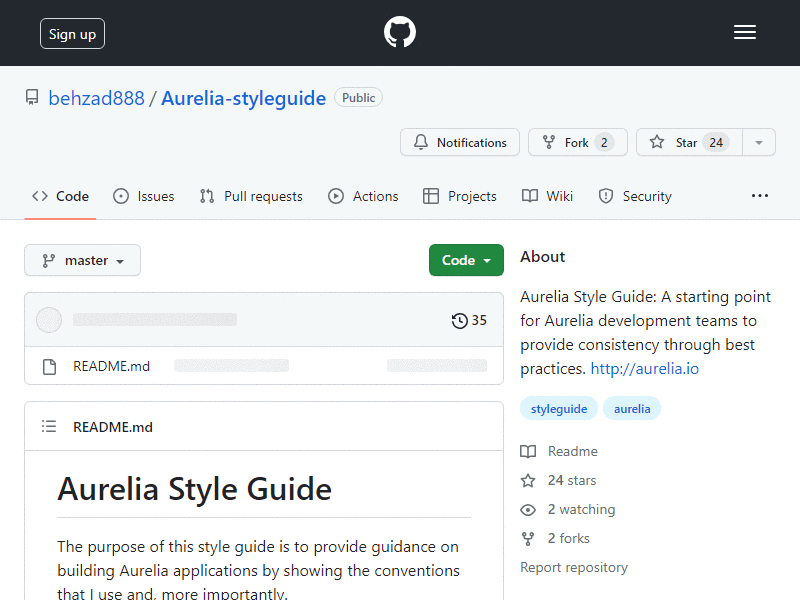 Sign up
behzad888 / Aurelia-styleguide Public
Notifications Fork 2 Star 24
Code Issues Pull requests Actions Projects Wiki Security
master Code
35
README.md
README.md
Aurelia Style Guide
The purpose of this style guide is to provide guidance on
building Aurelia applications by showing the conventions
that I use and, more importantly.
About
Aurelia Style Guide: A starting point
for Aurelia development teams to
provide consistency through best
practices. http://aurelia.io
styleguide aurelia
Readme
24 stars
2 watching
2 forks
Report repository